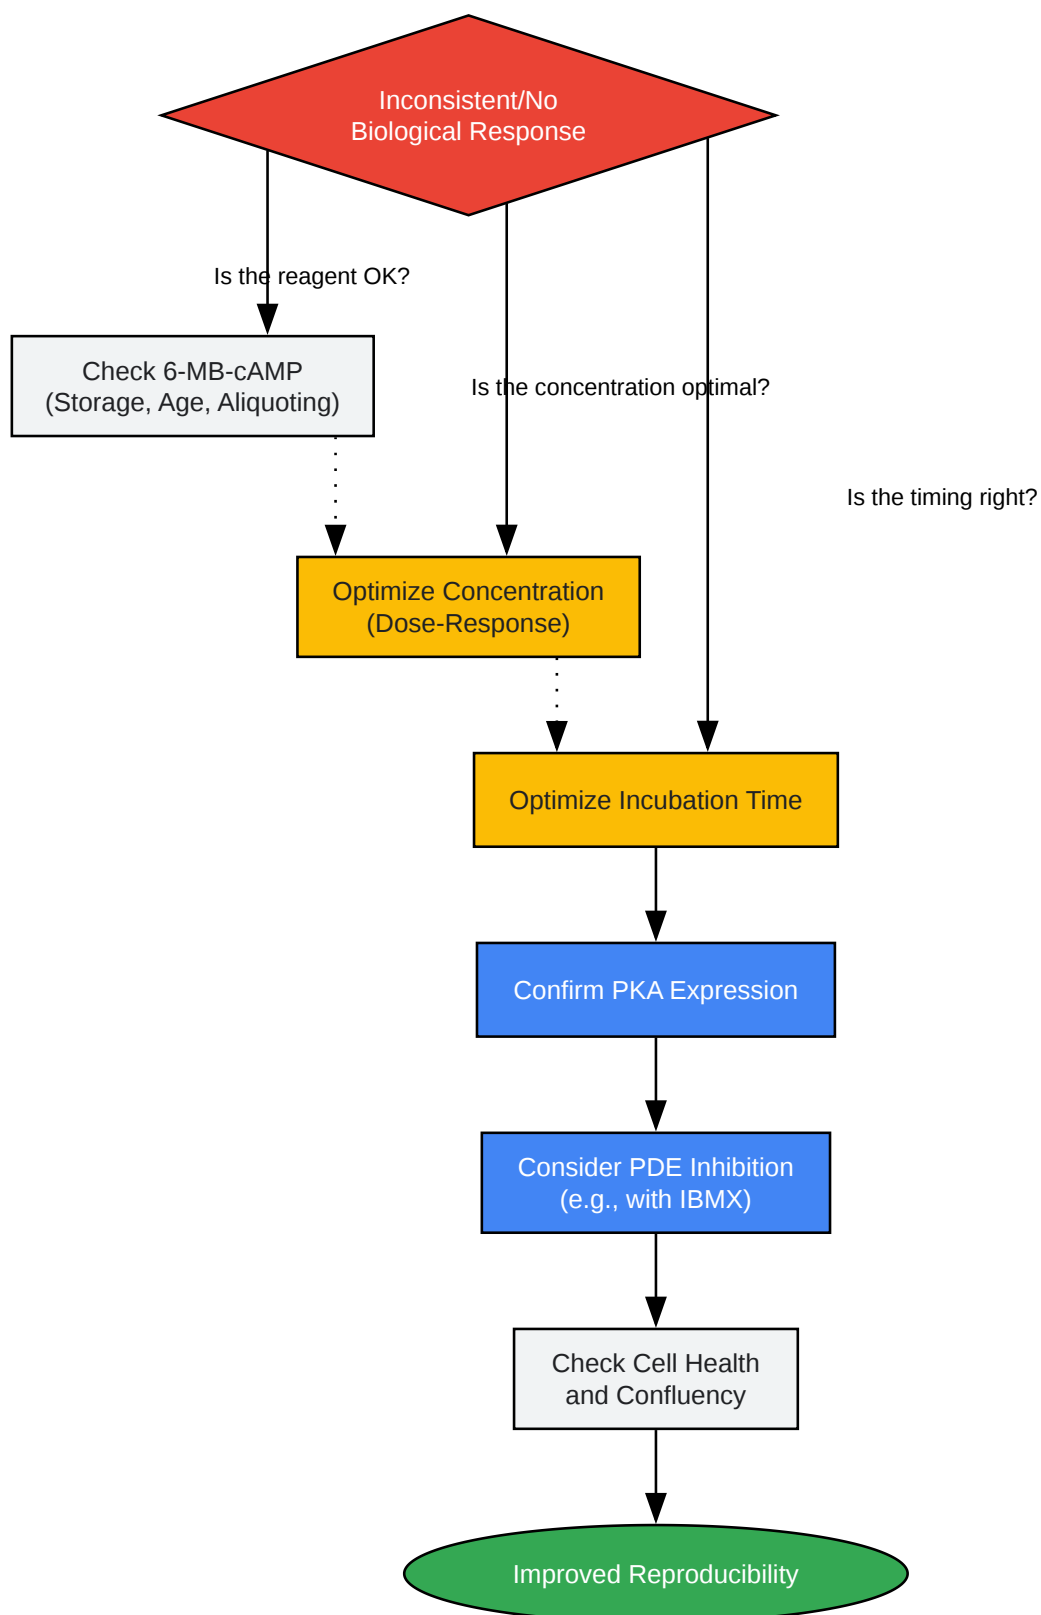 Inconsistent/No
Biological Response
Is the reagent OK?
Check 6-MB-cAMP
(Storage, Age, Aliquoting)
Is the concentration optimal?
Is the timing right?
Optimize Concentration
(Dose-Response)
Optimize Incubation Time
Confirm PKA Expression
Consider PDE Inhibition
(e.g., with IBMX)
Check Cell Health
and Confluency
Improved Reproducibility